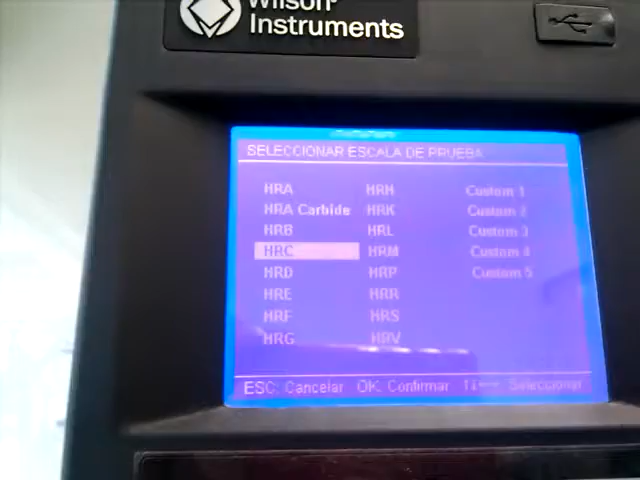 Wilson®
Instruments
SELECCIONAR ESCALA DE PRUEBA
HRA HRH Custom 1
HRA Carbide HRK Custom 2
HRB HRL Custom 3
HRC HRM Custom 4
HRD HRP Custom 5
HRE HRR
HRF HRS
HRG HRV
ESC: Cancelar OK: Confirmar Seleccionar